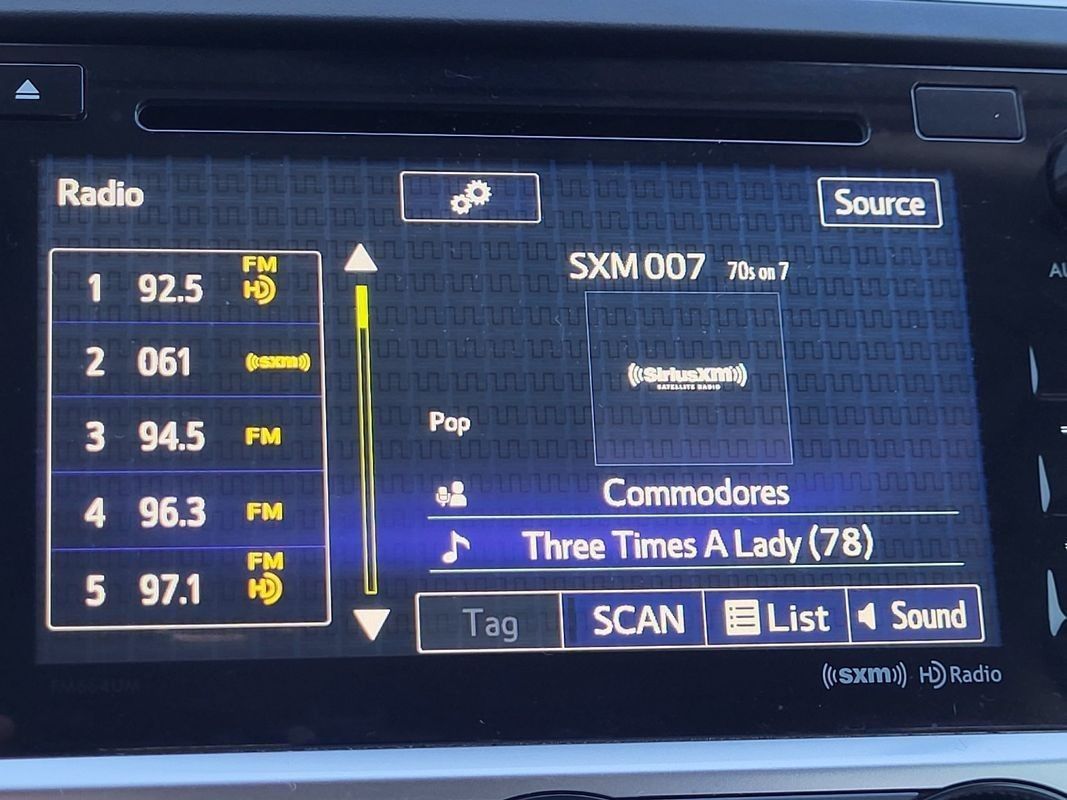 Radio
Source
SXM 007 70s on 7
1 92.5 FM HD
2 061 ((sxm))
3 94.5 FM
4 96.3 FM
5 97.1 FM HD
((SiriusXM))
SATELLITE RADIO
Pop
Commodores
Three Times A Lady (78)
Tag SCAN List Sound
((sxm)) HD Radio
AU